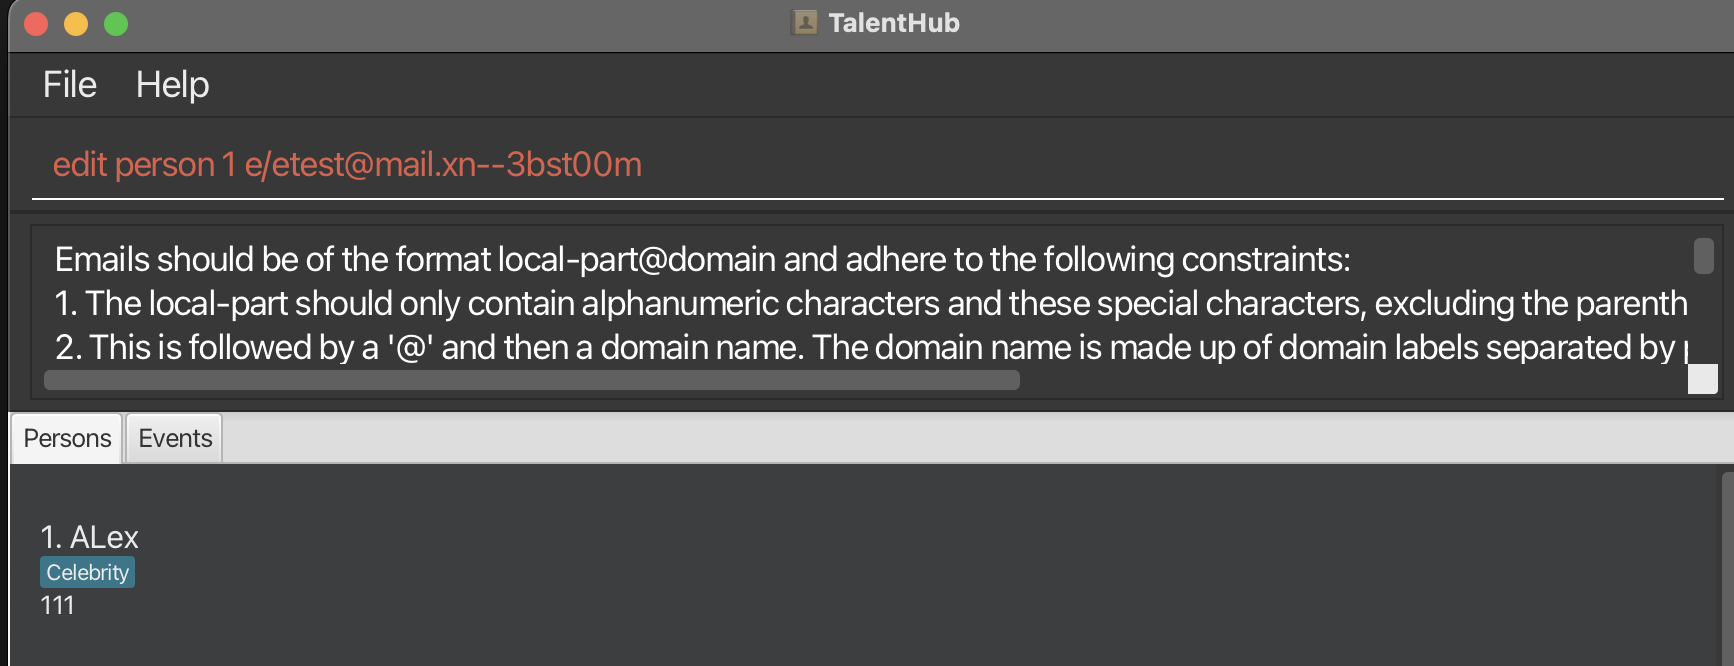 TalentHub
File Help
edit person 1 e/etest@mail.xn--3bst00m
Emails should be of the format local-part@domain and adhere to the following constraints:
1. The local-part should only contain alphanumeric characters and these special characters, excluding the parenth
2. This is followed by a '@' and then a domain name. The domain name is made up of domain labels separated by
Persons Events
1. ALex
Celebrity
111